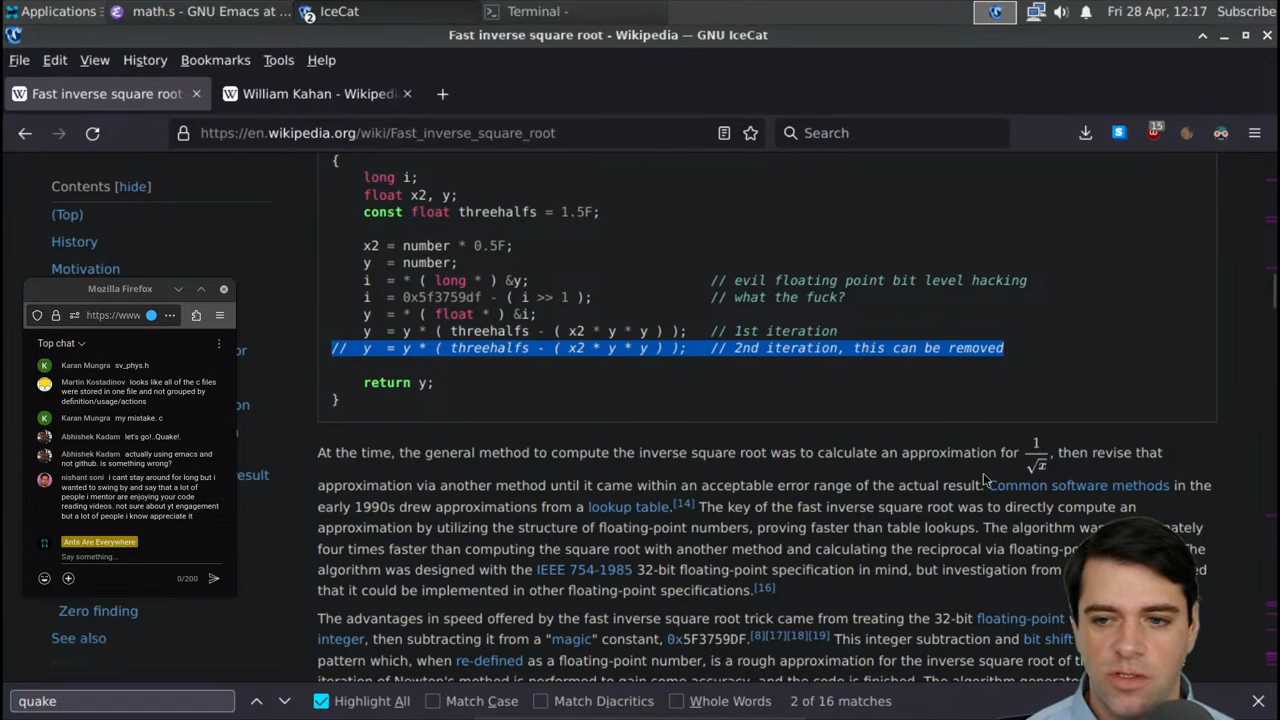 Applications
math.s - GNU Emacs at ...
IceCat
2
Terminal -
Fri 28 Apr, 12:17
Subscribe
Fast inverse square root - Wikipedia — GNU IceCat
File Edit View History Bookmarks Tools Help
Fast inverse square root
William Kahan - Wikipedi
https://en.wikipedia.org/wiki/Fast_inverse_square_root
Search
15
Contents [hide]
(Top)
History
Motivation
on
result
Zero finding
See also
{
long i;
float x2, y;
const float threehalfs = 1.5F;
x2 = number * 0.5F;
y = number;
i = * ( long * ) &y; // evil floating point bit level hacking
i = 0x5f3759df - ( i >> 1 ); // what the fuck?
y = * ( float * ) &i;
y = y * ( threehalfs - ( x2 * y * y ) ); // 1st iteration
// y = y * ( threehalfs - ( x2 * y * y ) ); // 2nd iteration, this can be removed
return y;
}
At the time, the general method to compute the inverse square root was to calculate an approximation for 1/√x, then revise that
approximation via another method until it came within an acceptable error range of the actual result. Common software methods in the
early 1990s drew approximations from a lookup table.[14] The key of the fast inverse square root was to directly compute an
approximation by utilizing the structure of floating-point numbers, proving faster than table lookups. The algorithm was
four times faster than computing the square root with another method and calculating the reciprocal via floating-
algorithm was designed with the IEEE 754-1985 32-bit floating-point specification in mind, but investigation from
that it could be implemented in other floating-point specifications.[16]
The advantages in speed offered by the fast inverse square root trick came from treating the 32-bit floating-point
integer, then subtracting it from a "magic" constant, 0x5F3759DF.[8][17][18][19] This integer subtraction and bit shift
pattern which, when re-defined as a floating-point number, is a rough approximation for the inverse square root of
Mozilla Firefox
https://www
Top chat
Karan Mungra sv_phys.h
Martin Kostadinov looks like all of the c files
were stored in one file and not grouped by
definition/usage/actions
Karan Mungra my mistake. c
Abhishek Kadam let's go!..Quake!.
Abhishek Kadam actually using emacs and
not github. is something wrong?
nishant soni i cant stay around for long but i
wanted to swing by and say that a lot of
people i mentor are enjoying your code
reading videos. not sure about yt engagement
but a lot of people i know appreciate it
Ants Are Everywhere
Say something...
0/200
quake
Highlight All
Match Case
Match Diacritics
Whole Words
2 of 16 matches